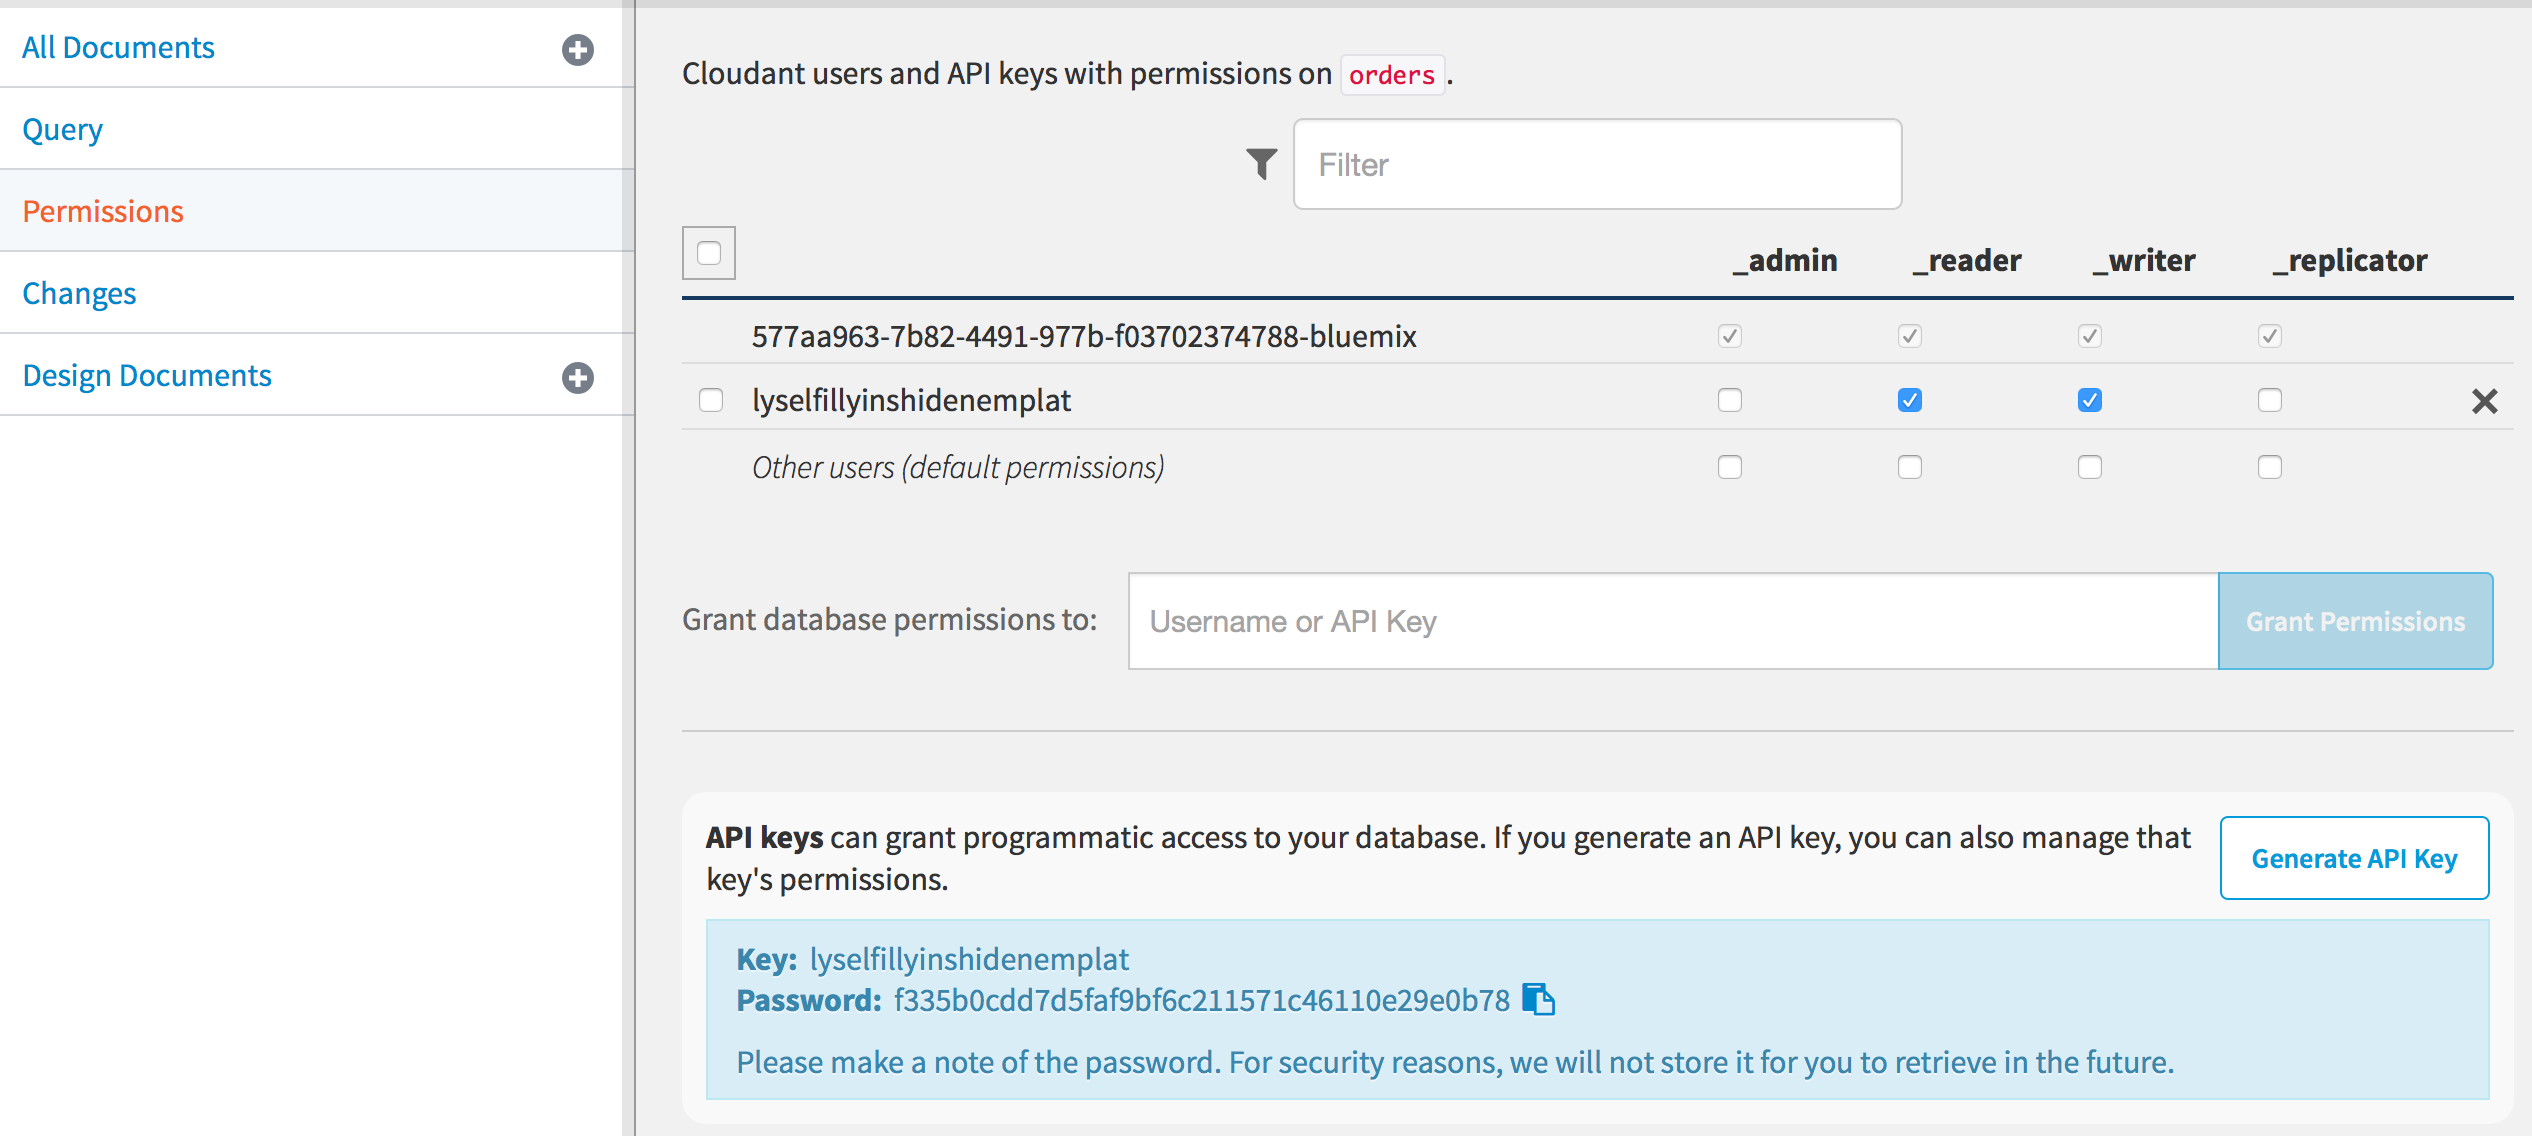 All Documents
Query
Permissions
Changes
Design Documents
Cloudant users and API keys with permissions on orders.
Filter
_admin _reader _writer _replicator
577aa963-7b82-4491-977b-f03702374788-bluemix
lyselfillyinshidenemplat
Other users (default permissions)
Grant database permissions to: Username or API Key Grant Permissions
API keys can grant programmatic access to your database. If you generate an API key, you can also manage that
key's permissions.
Generate API Key
Key: lyselfillyinshidenemplat
Password: f335b0cdd7d5faf9bf6c211571c46110e29e0b78
Please make a note of the password. For security reasons, we will not store it for you to retrieve in the future.